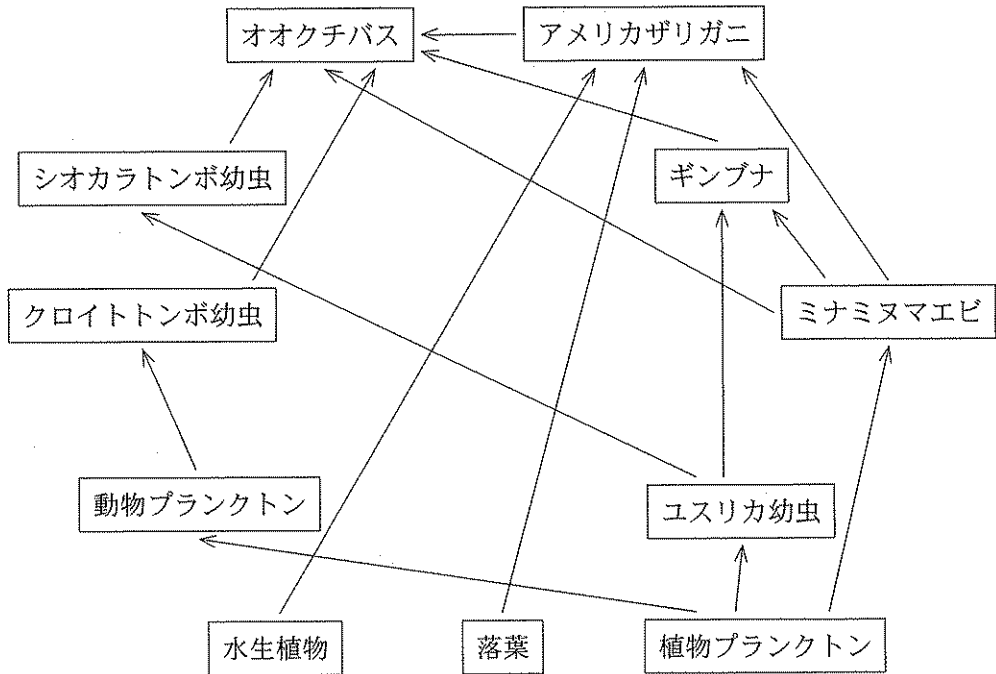 オオクチバス
アメリカザリガニ
シオカラトンボ幼虫
ギンブナ
クロイトトンボ幼虫
ミナミヌマエビ
動物プランクトン
ユスリカ幼虫
水生植物
落葉
植物プランクトン